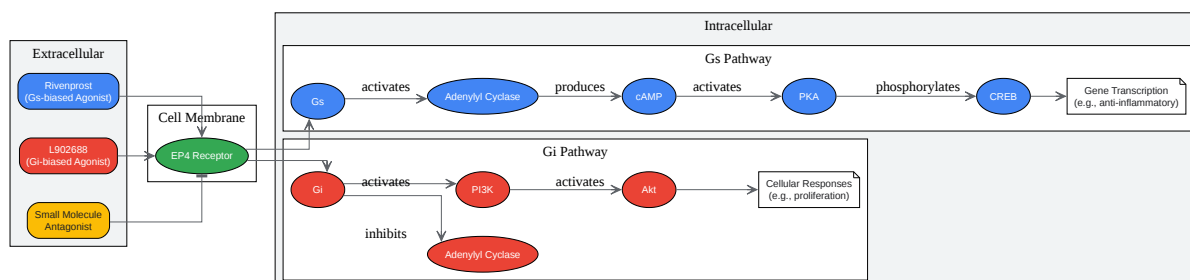 Extracellular
Rivenprost
(Gs-biased Agonist)
L902688
(Gi-biased Agonist)
Small Molecule
Antagonist
Cell Membrane
EP4 Receptor
Intracellular
Gs Pathway
Gs
activates
Adenylyl Cyclase
produces
cAMP
activates
PKA
phosphorylates
CREB
Gene Transcription
(e.g., anti-inflammatory)
Gi Pathway
Gi
activates
PI3K
activates
Akt
Cellular Responses
(e.g., proliferation)
inhibits
Adenylyl Cyclase